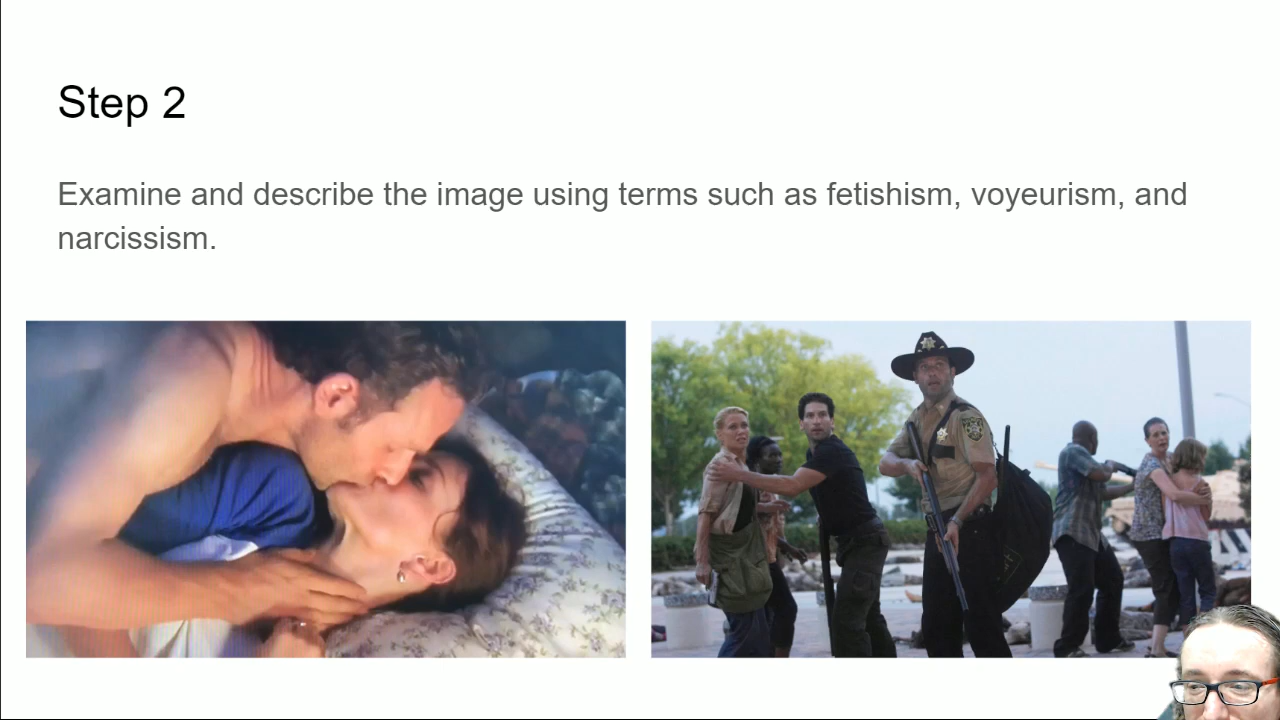 Step 2
Examine and describe the image using terms such as fetishism, voyeurism, and
narcissism.